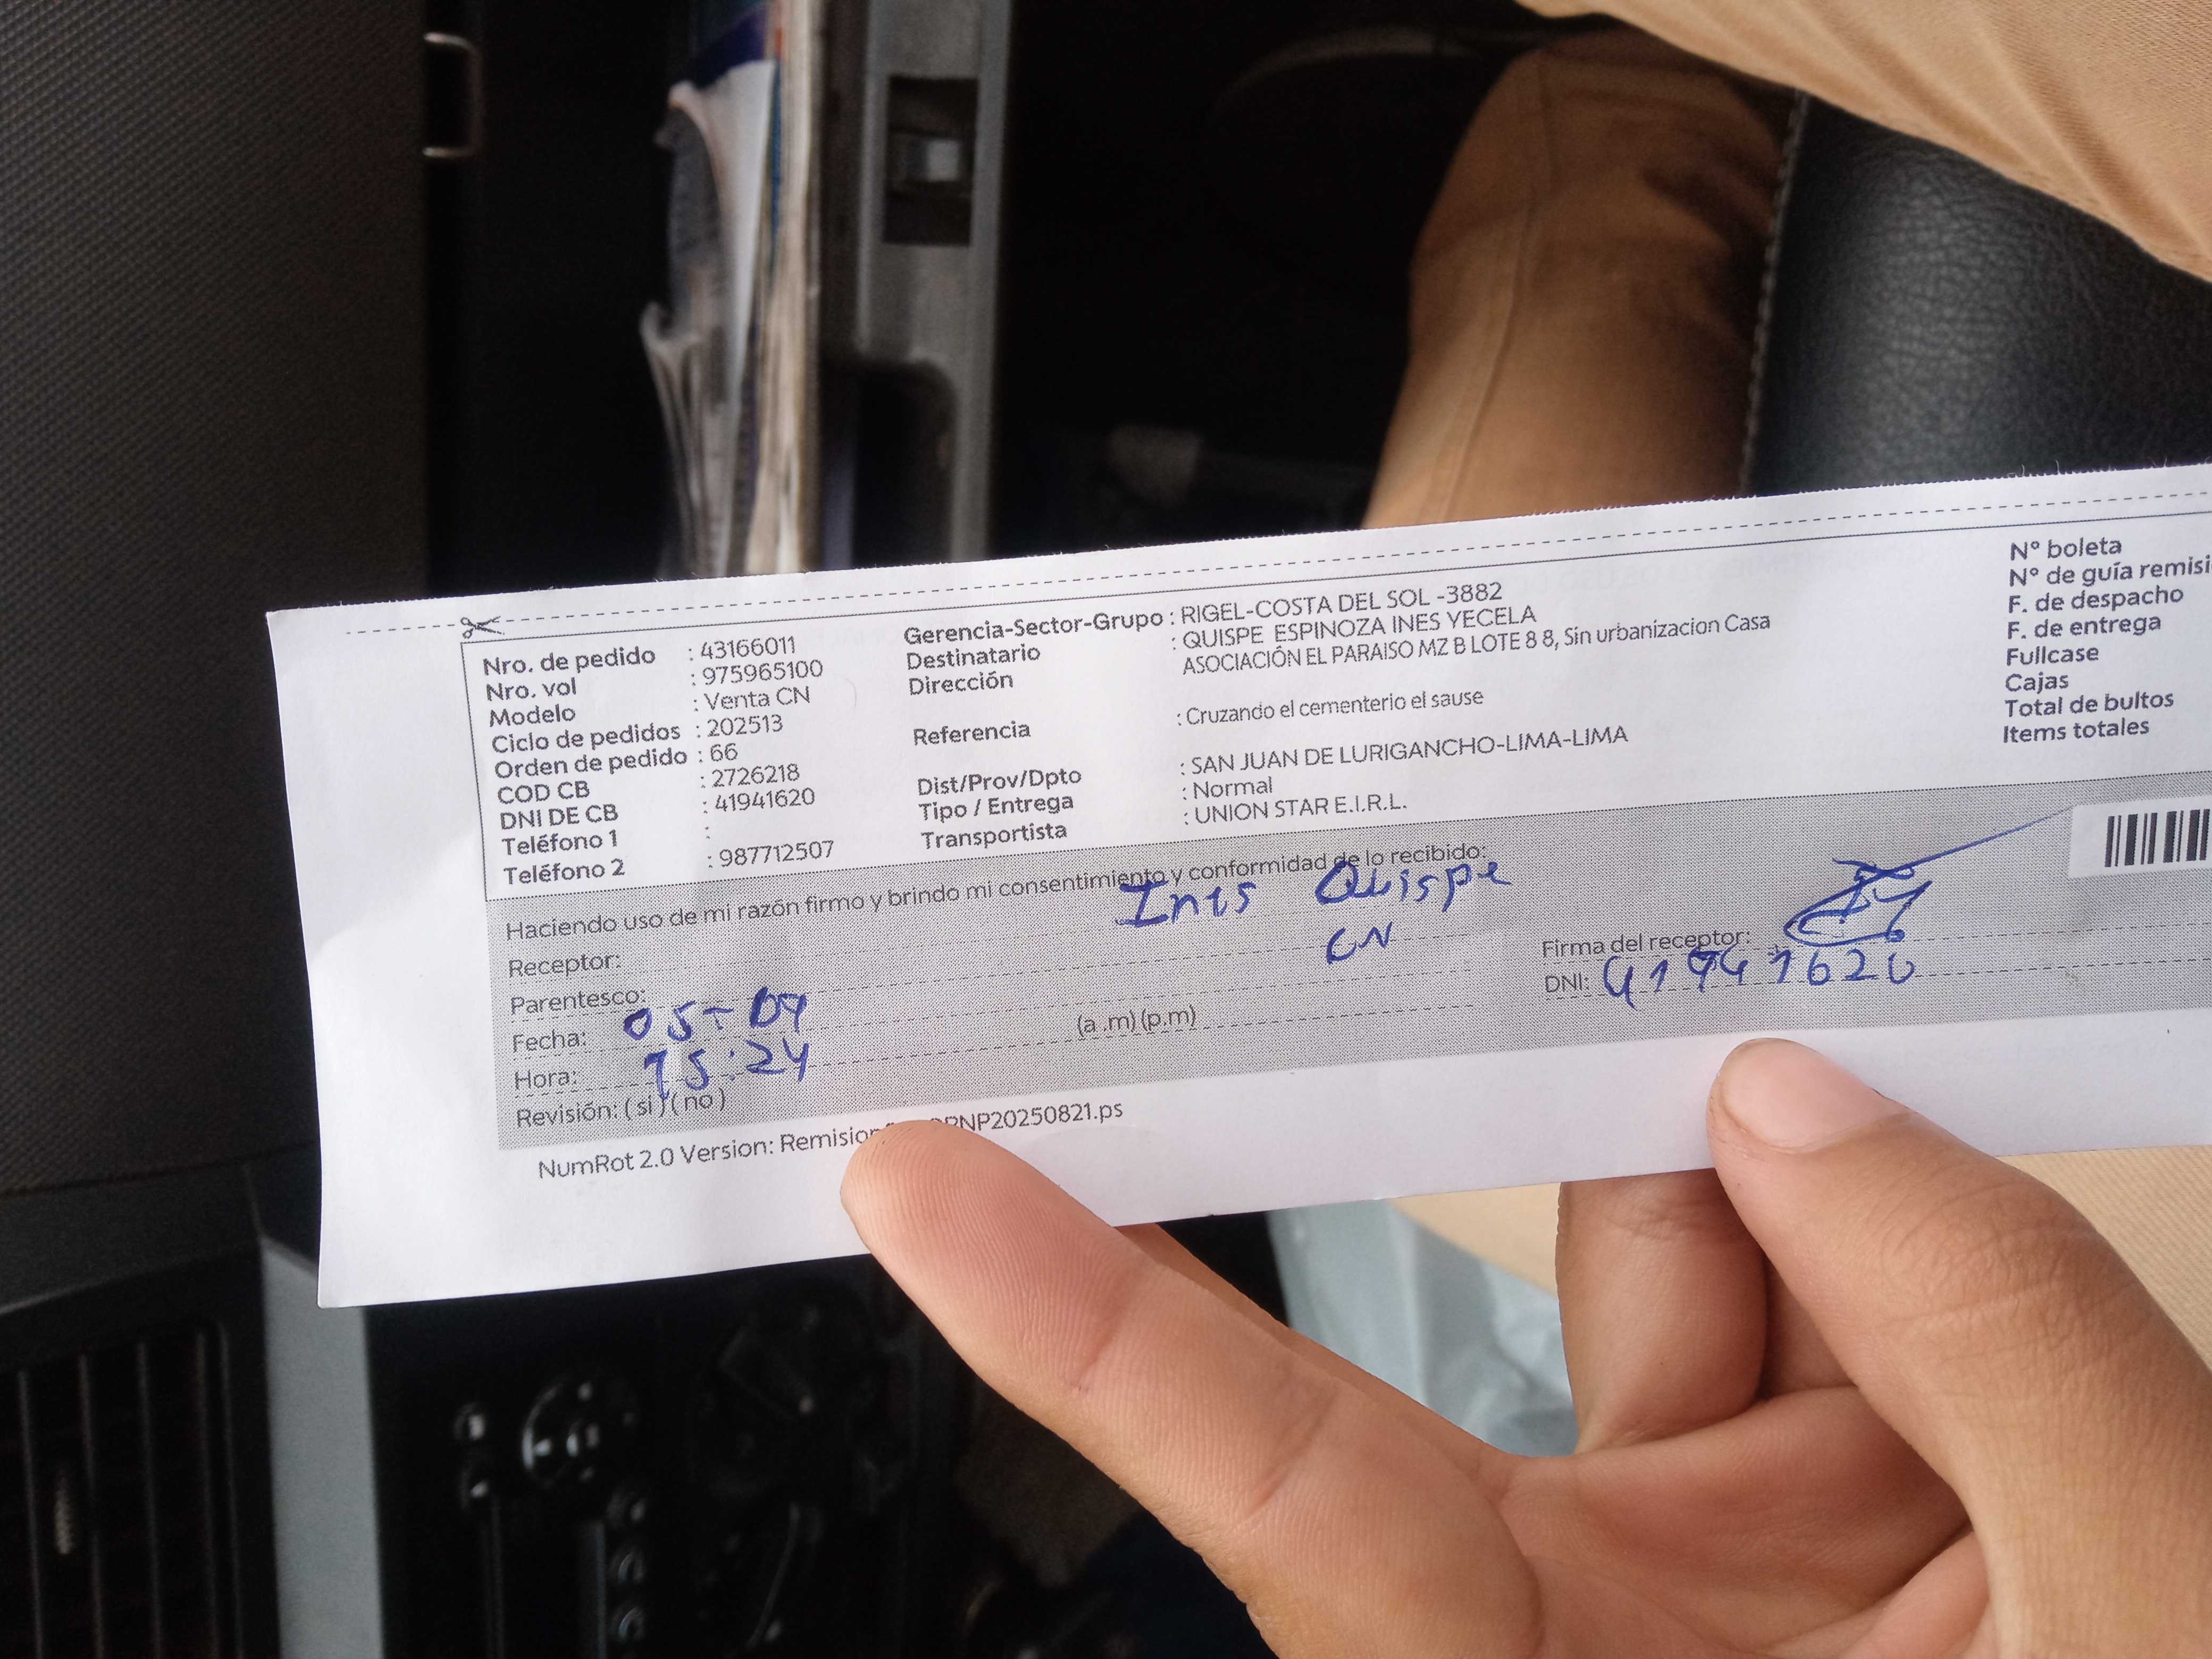 Nro. de pedido : 43166011
Nro. vol : 975965100
Modelo : Venta CN
Ciclo de pedidos : 202513
Orden de pedido : 66
COD CB : 2726218
DNI DE CB : 41941620
Teléfono 1 :
Teléfono 2 : 987712507
Gerencia-Sector-Grupo : RIGEL-COSTA DEL SOL -3882
Destinatario : QUISPE ESPINOZA INES YECELA
Dirección ASOCIACIÓN EL PARAISO MZ B LOTE 8 8, Sin urbanizacion Casa
Referencia : Cruzando el cementerio el sause
Dist/Prov/Dpto : SAN JUAN DE LURIGANCHO-LIMA-LIMA
Tipo / Entrega : Normal
Transportista : UNION STAR E.I.R.L.
N° boleta
N° de guía remisi
F. de despacho
F. de entrega
Fullcase
Cajas
Total de bultos
Items totales
Haciendo uso de mi razón firmo y brindo mi consentimiento y conformidad de lo recibido:
Receptor: Ines Quispe
Parentesco: CN
Firma del receptor:
Fecha: 05-09
DNI: 41941620
Hora: 15:24 (a .m) (p.m)
Revisión: ( si ) ( no )
NumRot 2.0 Version: Remision PNP20250821.ps